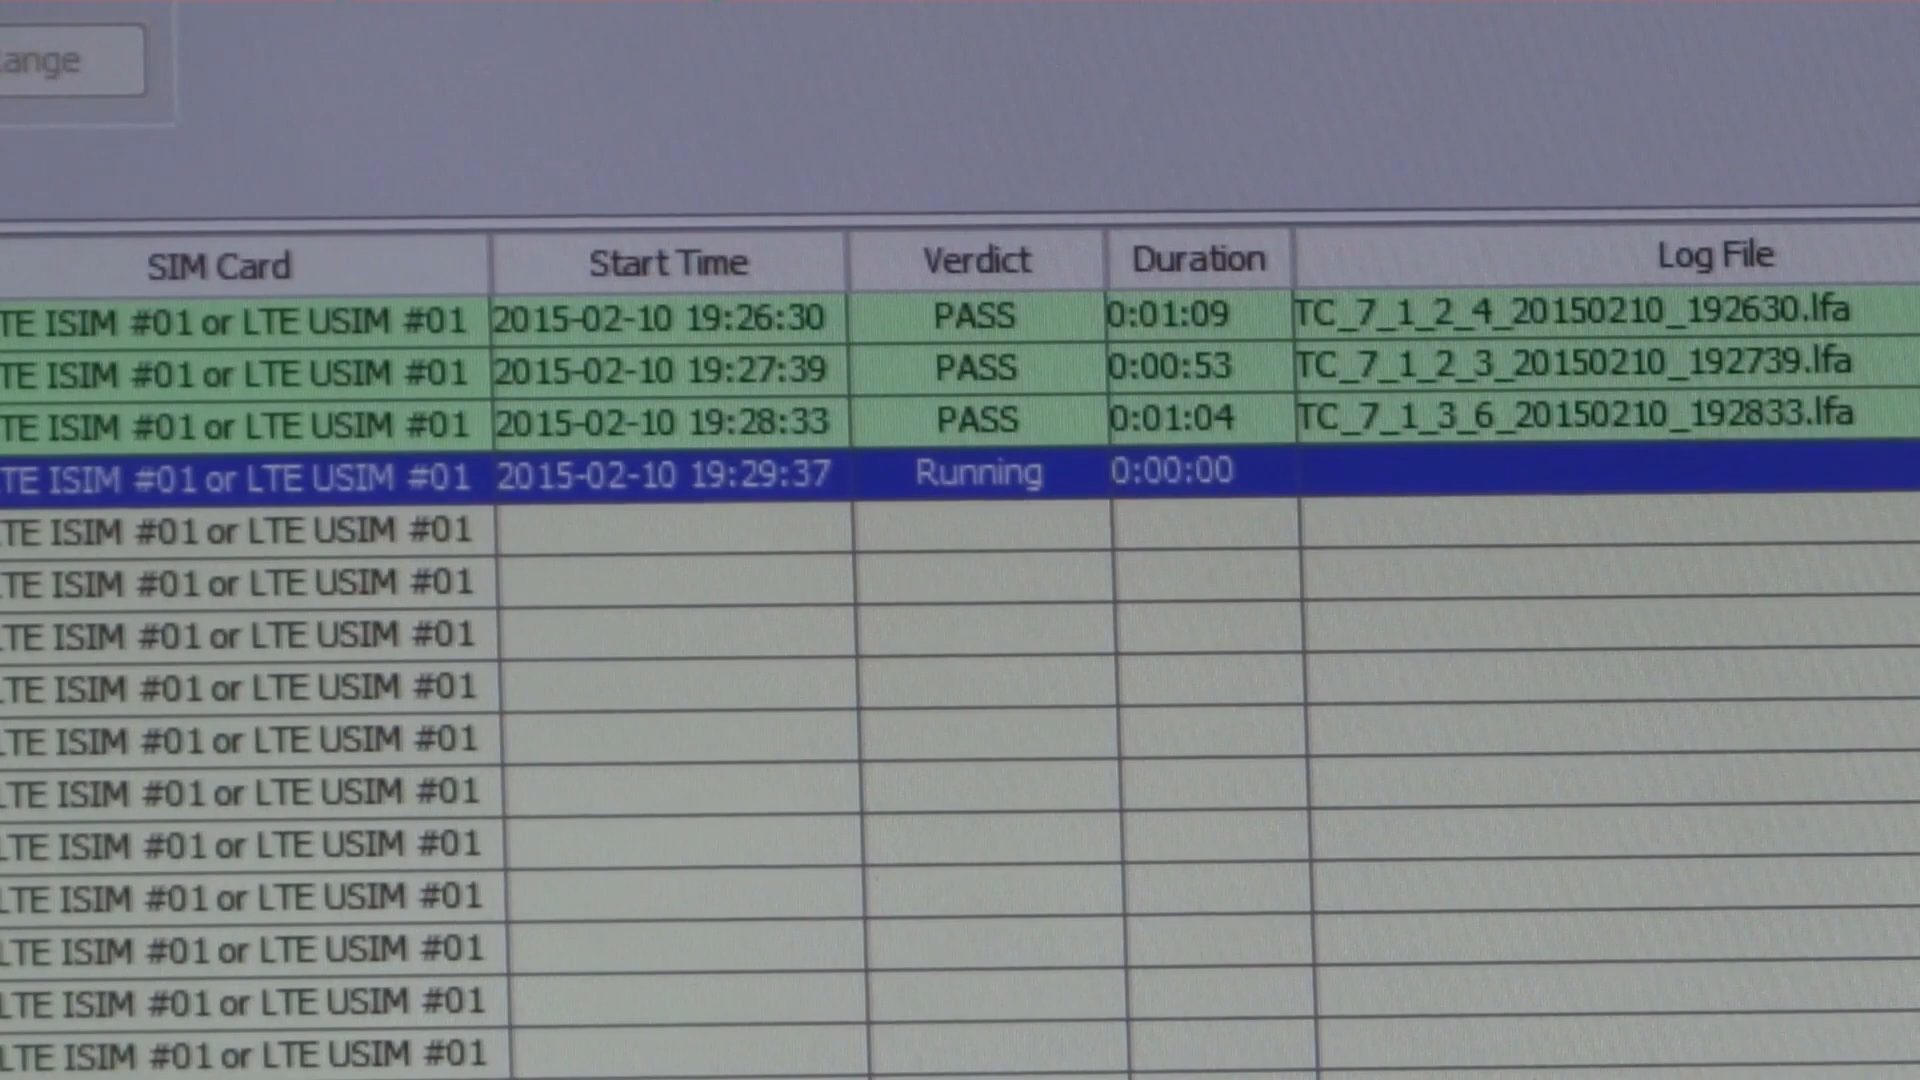 ange
SIM Card Start Time Verdict Duration Log File
TE ISIM #01 or LTE USIM #01 2015-02-10 19:26:30 PASS 0:01:09 TC_7_1_2_4_20150210_192630.lfa
TE ISIM #01 or LTE USIM #01 2015-02-10 19:27:39 PASS 0:00:53 TC_7_1_2_3_20150210_192739.lfa
TE ISIM #01 or LTE USIM #01 2015-02-10 19:28:33 PASS 0:01:04 TC_7_1_3_6_20150210_192833.lfa
TE ISIM #01 or LTE USIM #01 2015-02-10 19:29:37 Running 0:00:00
TE ISIM #01 or LTE USIM #01
TE ISIM #01 or LTE USIM #01
LTE ISIM #01 or LTE USIM #01
LTE ISIM #01 or LTE USIM #01
LTE ISIM #01 or LTE USIM #01
LTE ISIM #01 or LTE USIM #01
LTE ISIM #01 or LTE USIM #01
LTE ISIM #01 or LTE USIM #01
LTE ISIM #01 or LTE USIM #01
LTE ISIM #01 or LTE USIM #01
LTE ISIM #01 or LTE USIM #01